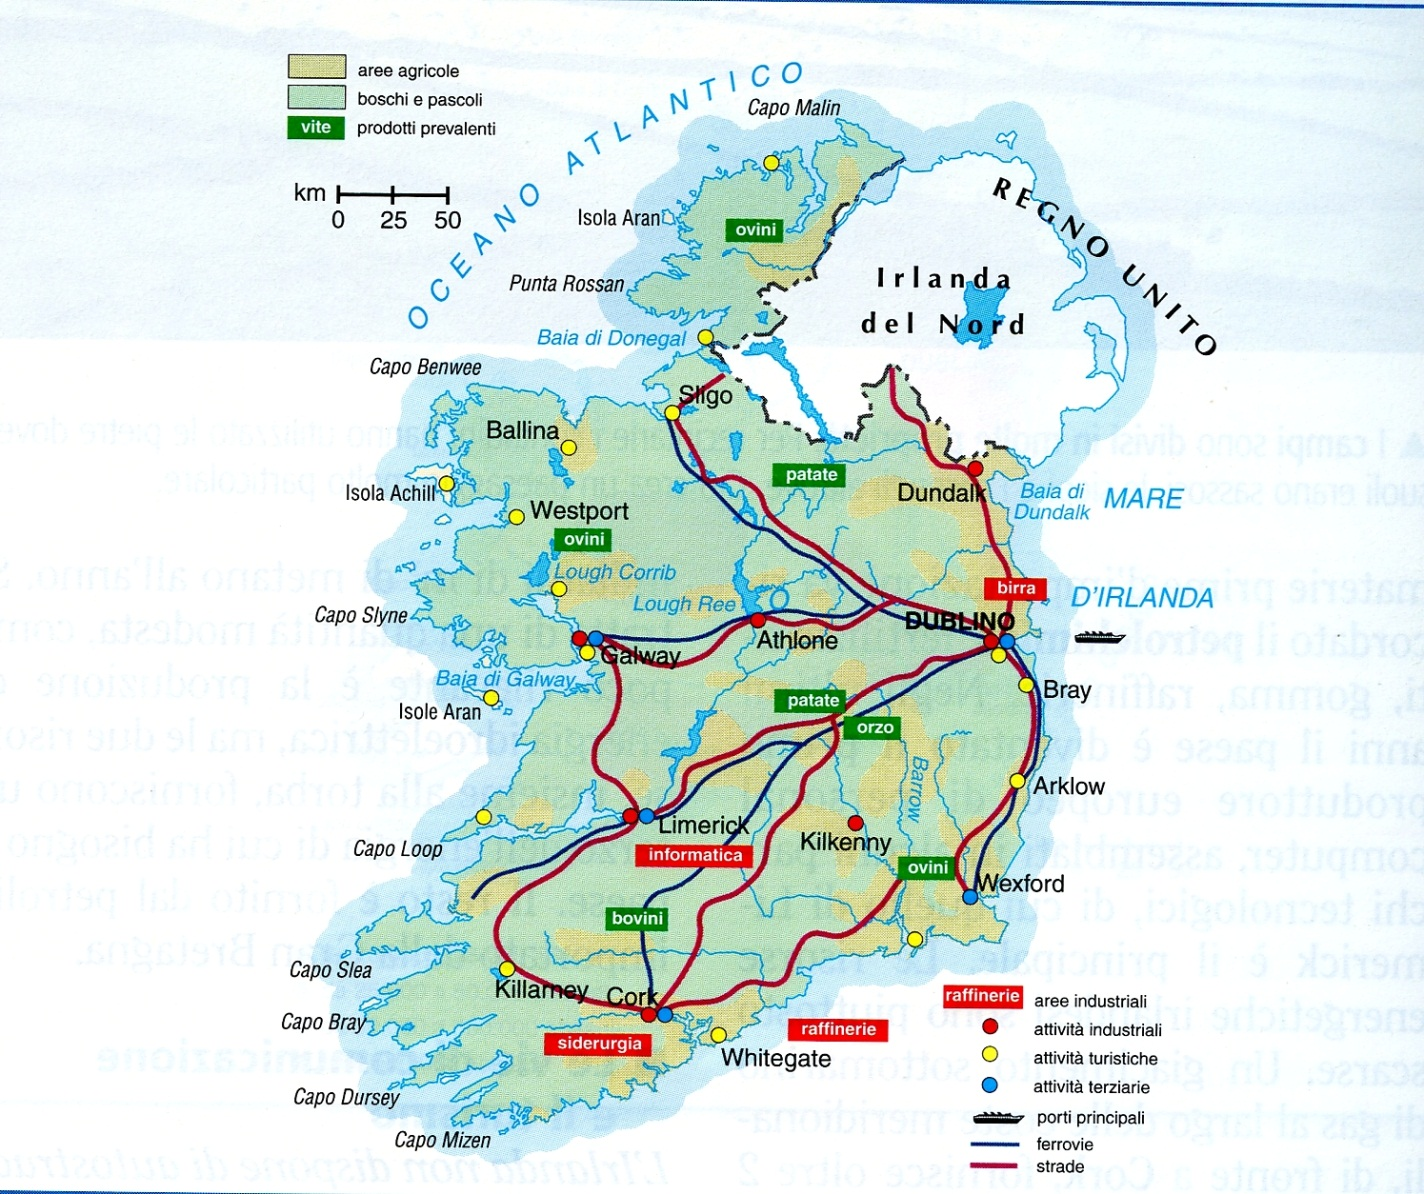 aree agricole
boschi e pascoli
vite prodotti prevalenti
km
0 25 50
OCEANO ATLANTICO
Capo Malin
Isola Aran
ovini
Punta Rossan
REGNO UNITO
Irlanda
del Nord
Baia di Donegal
Capo Benwee
Sligo
Ballina
Isola Achill
patate
Dundalk
Baia di
Dundalk
MARE
Westport
ovini
Lough Corrib
Lough Ree
O
birra
D'IRLANDA
Capo Slyne
DUBLINO
Athlone
Galway
Baia di Galway
Isole Aran
Bray
patate
orzo
Barrow
Arklow
Limerick
Kilkenny
Capo Loop
informatica
ovini
Wexford
bovini
Capo Slea
Killarney
Cork
Capo Bray
siderurgia
raffinerie
Whitegate
Capo Dursey
Capo Mizen
raffinerie aree industriali
attività industriali
attività turistiche
attività terziarie
porti principali
ferrovie
strade